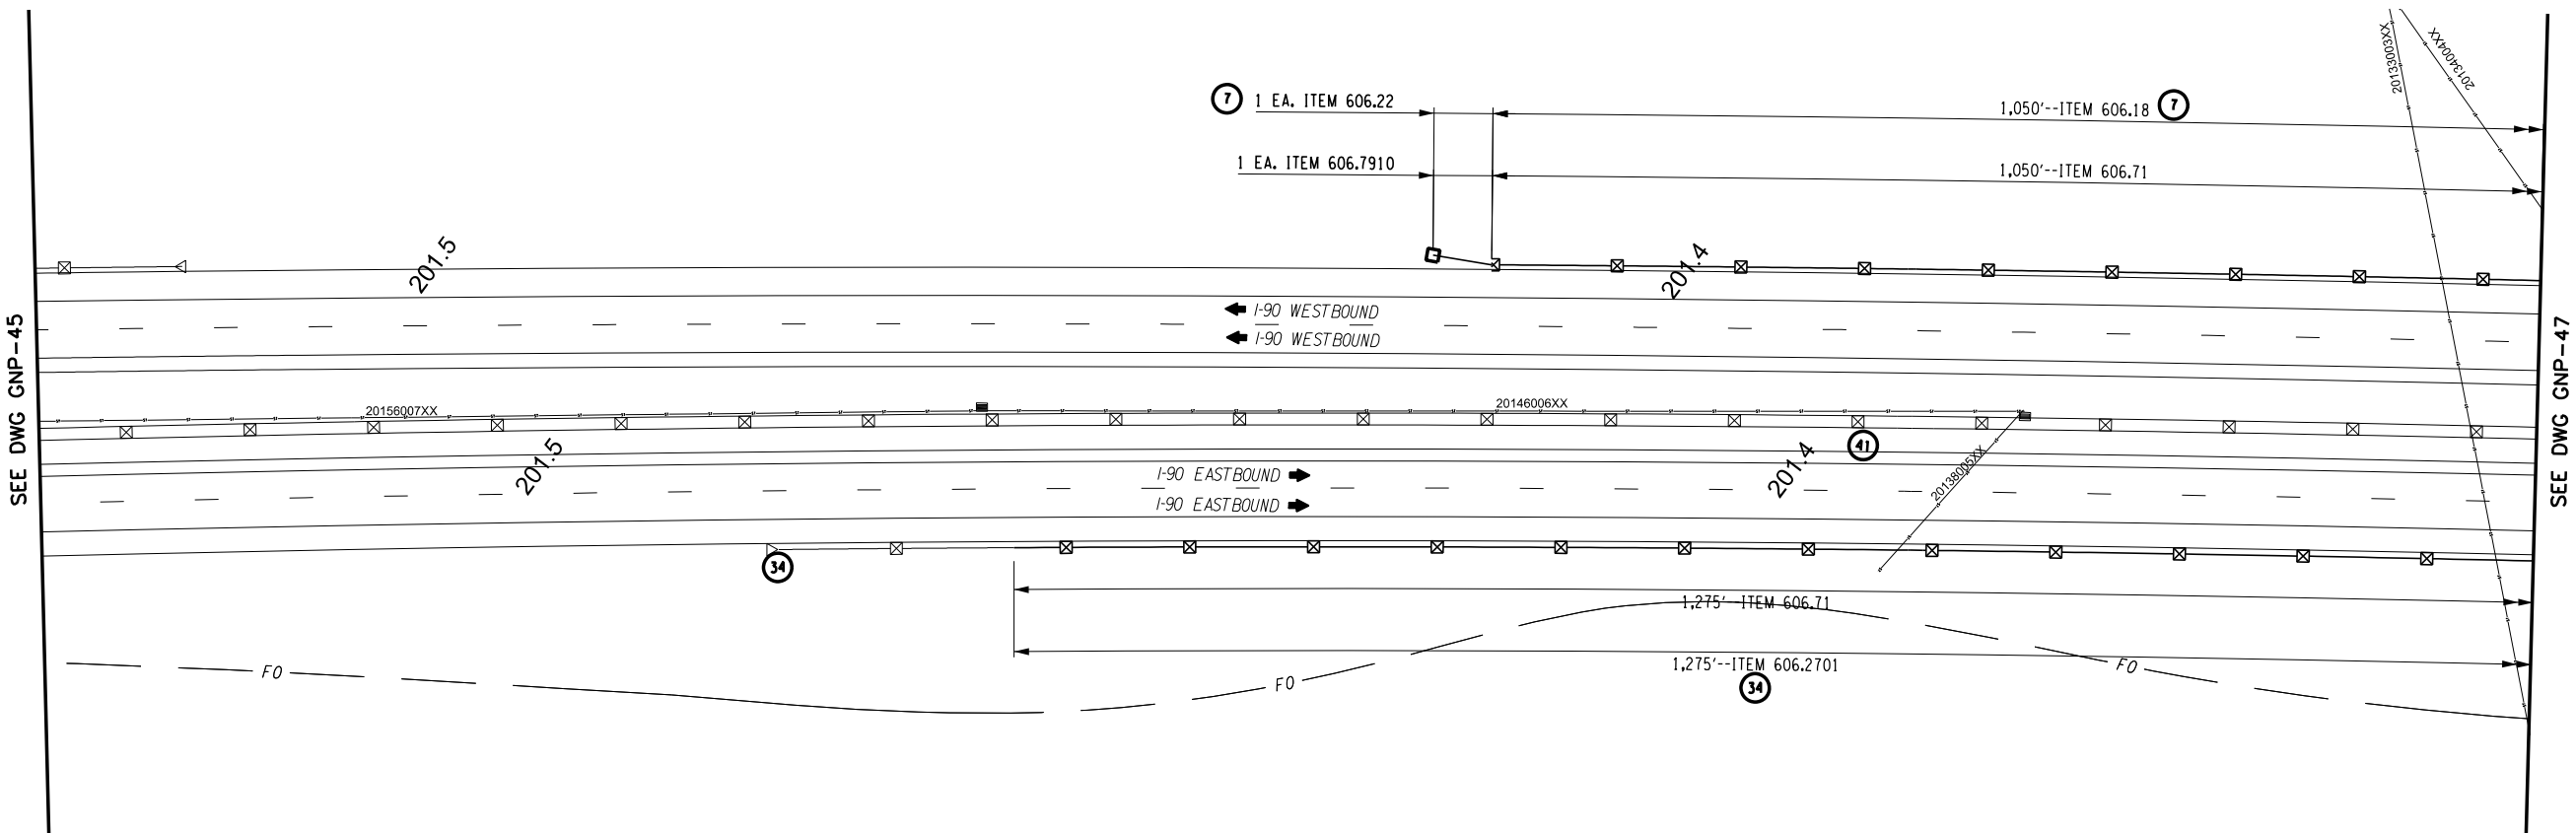 2013303XX
2013404XX
7 1 EA. ITEM 606.22
1,050'--ITEM 606.18 7
1 EA. ITEM 606.7910
1,050'--ITEM 606.71
201.5
201.4
I-90 WESTBOUND
I-90 WESTBOUND
SEE DWG GNP-45
SEE DWG GNP-47
20156007XX
20146006XX
41
201.5
201.4
I-90 EASTBOUND
I-90 EASTBOUND
20138005XX
34
1,275'--ITEM 606.71
1,275'--ITEM 606.2701
34
FO
FO
FO